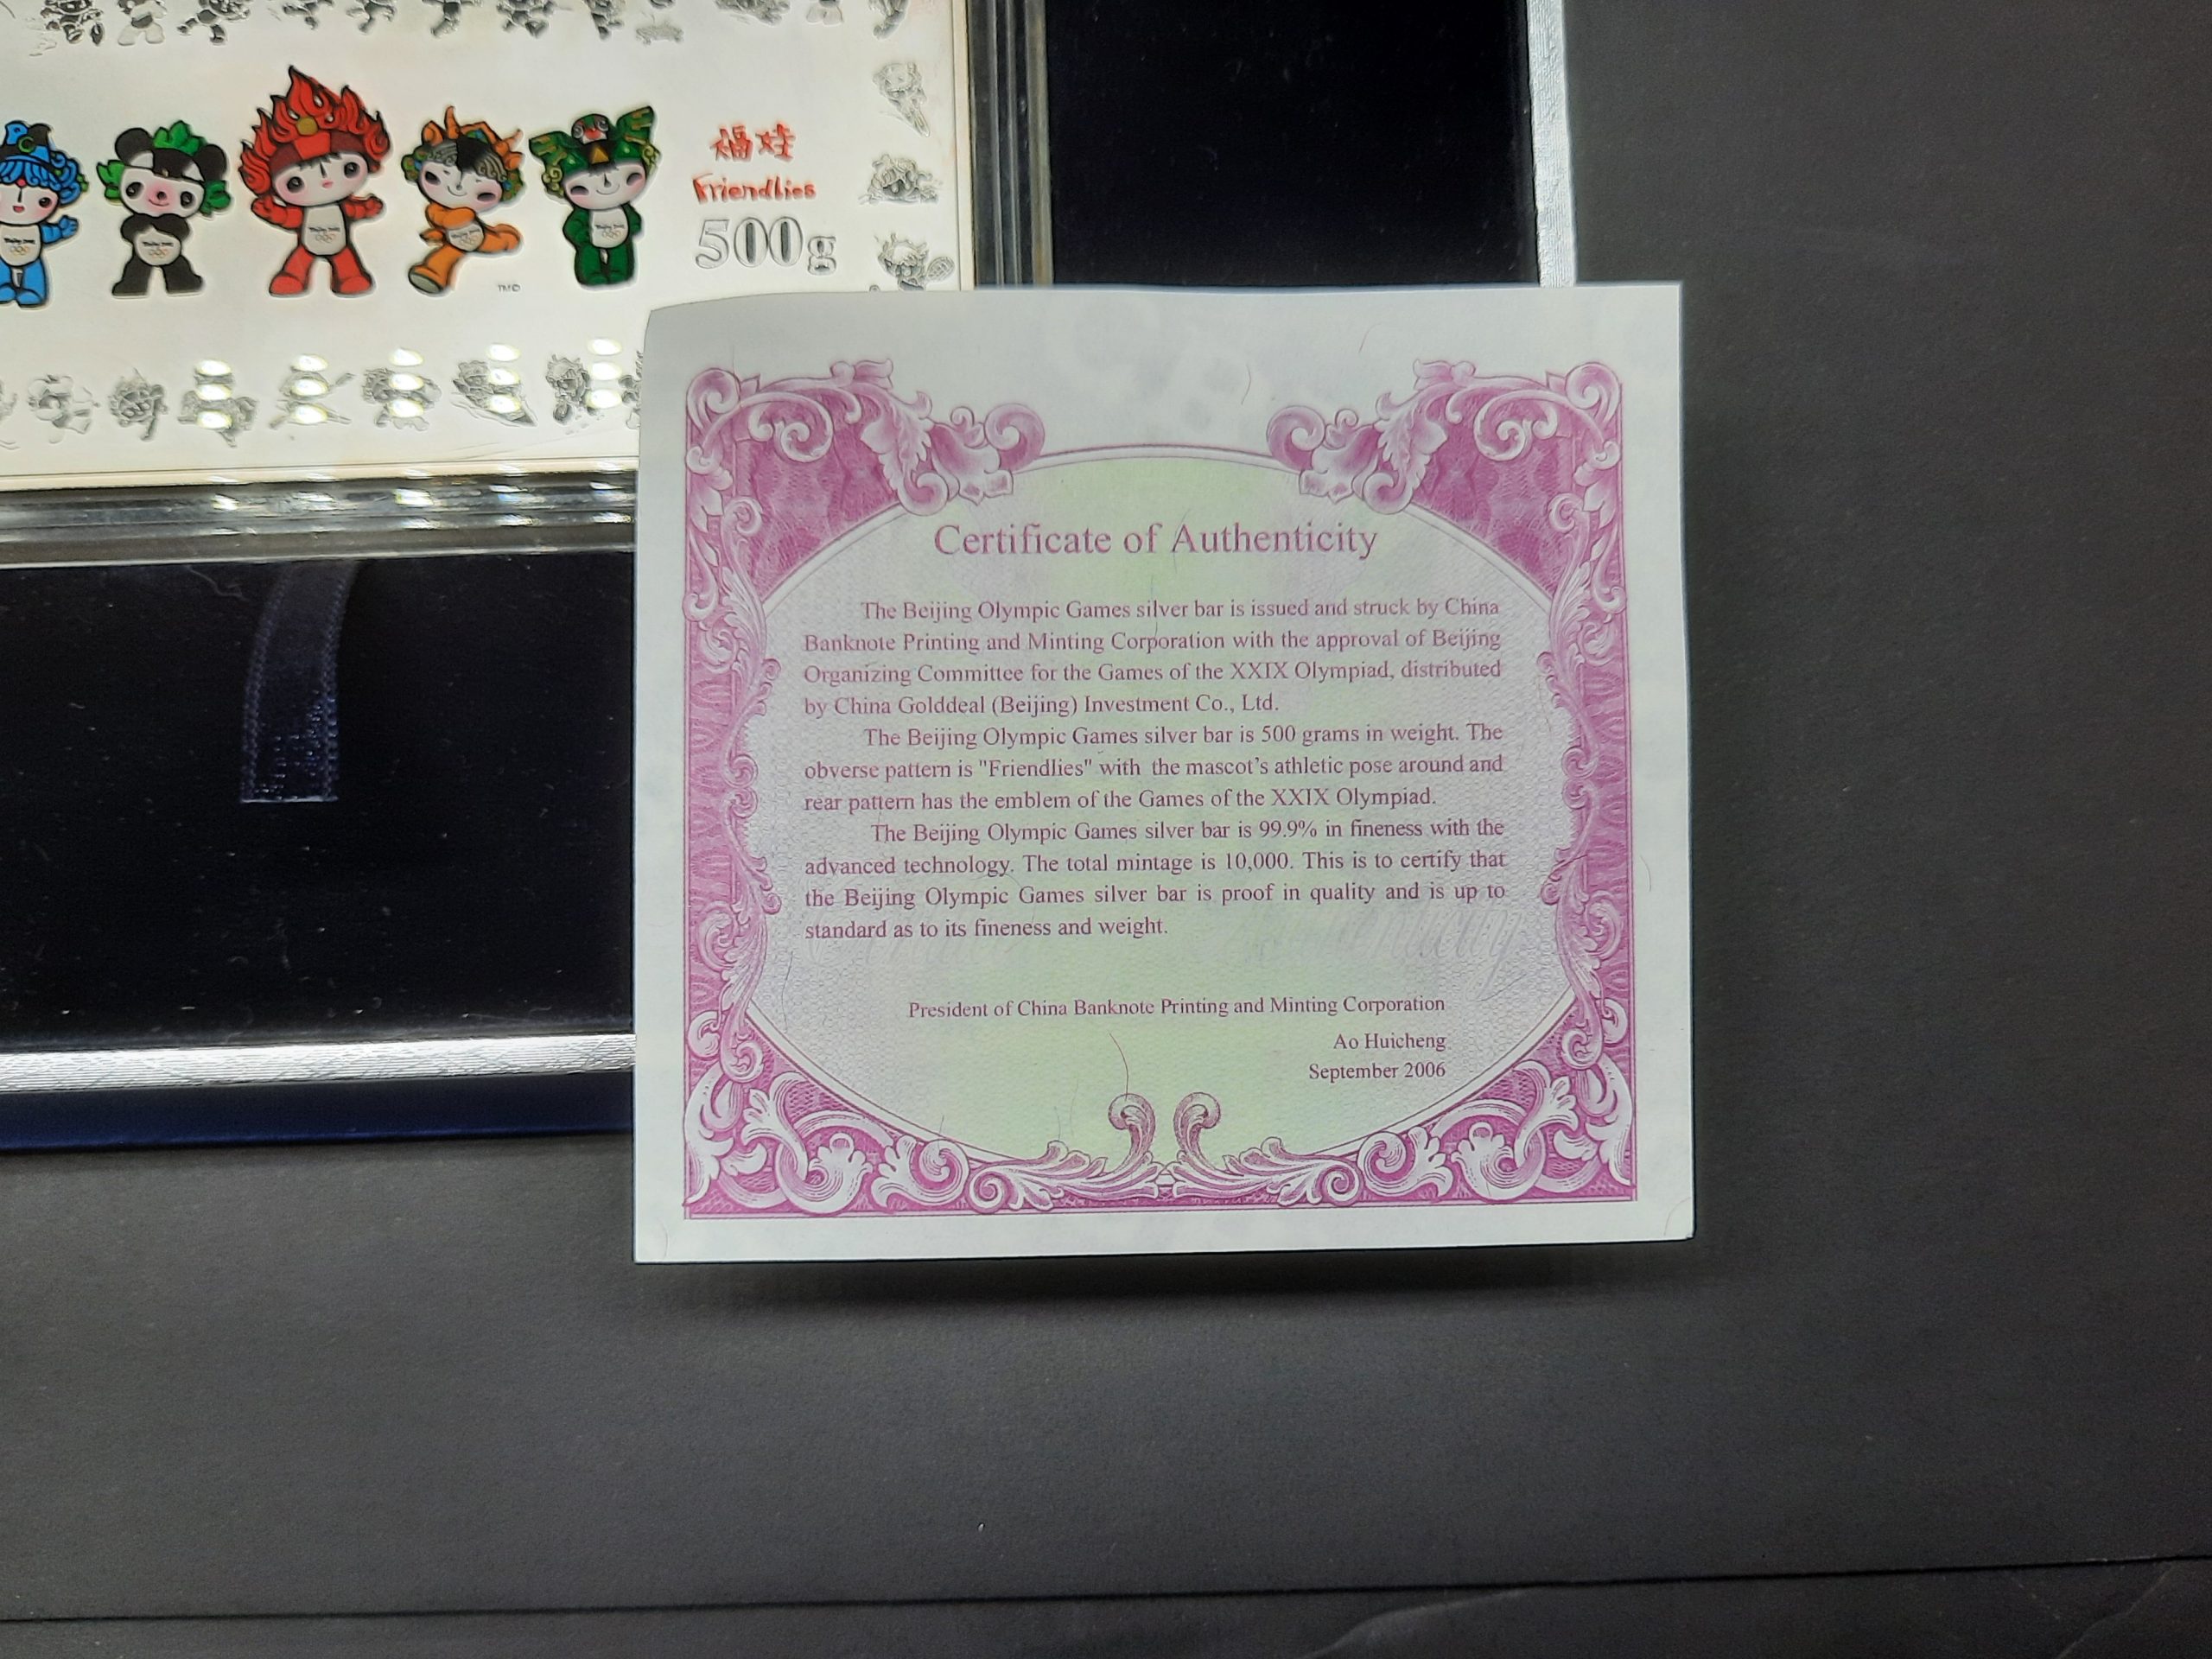 福娃
Friendlies
500g
TM©
Certificate of Authenticity
The Beijing Olympic Games silver bar is issued and struck by China
Banknote Printing and Minting Corporation with the approval of Beijing
Organizing Committee for the Games of the XXIX Olympiad, distributed
by China Golddeal (Beijing) Investment Co., Ltd.
The Beijing Olympic Games silver bar is 500 grams in weight. The
obverse pattern is "Friendlies" with the mascot's athletic pose around and
rear pattern has the emblem of the Games of the XXIX Olympiad.
The Beijing Olympic Games silver bar is 99.9% in fineness with the
advanced technology. The total mintage is 10,000. This is to certify that
the Beijing Olympic Games silver bar is proof in quality and is up to
standard as to its fineness and weight.
President of China Banknote Printing and Minting Corporation
Ao Huicheng
September 2006